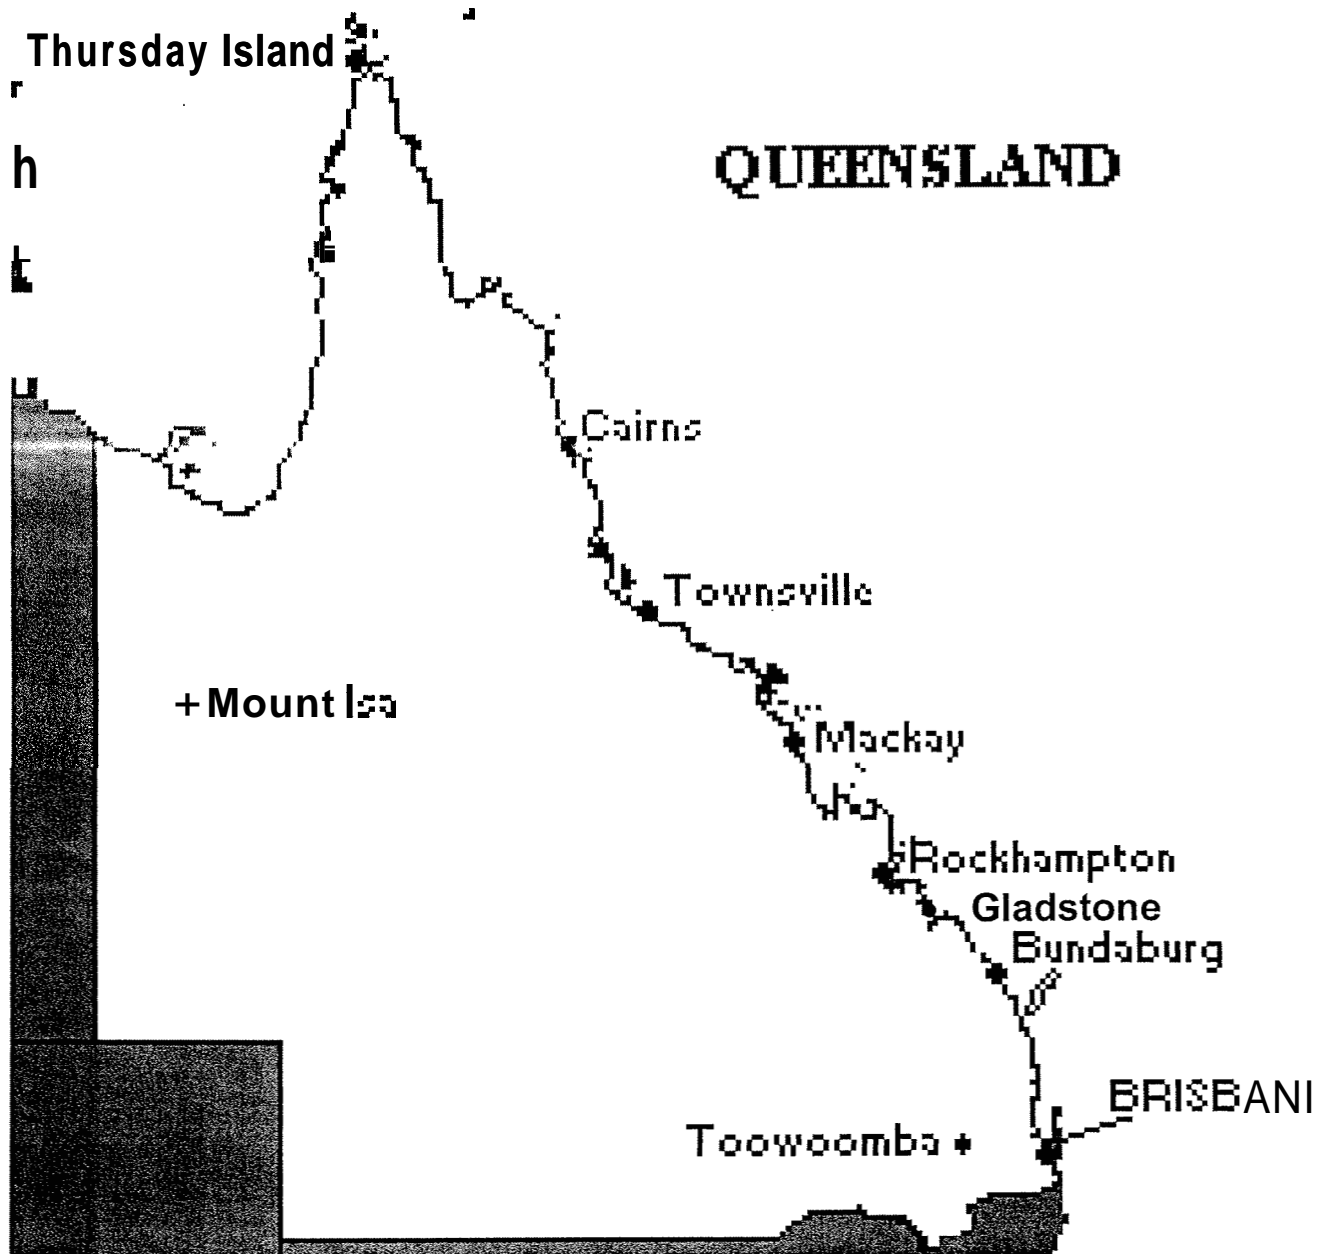 Thursday Island
r
h
t
QUEENSLAND
Cairns
Townsville
+Mount Isa
Mackay
Rockhampton
Gladstone
Bundaburg
BRISBANI
Toowoomba